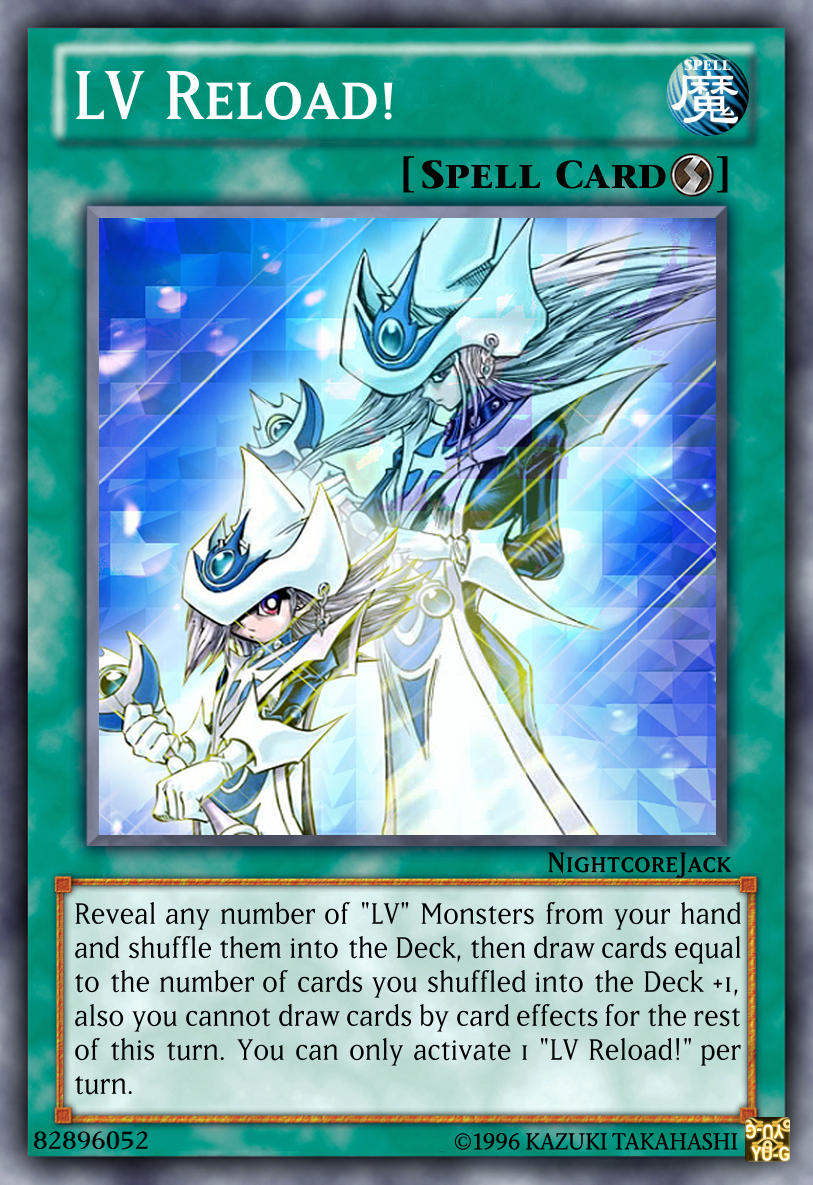 LV Reload!
SPELL
魔
[Spell Card]
NightcoreJack
Reveal any number of "LV" Monsters from your hand
and shuffle them into the Deck, then draw cards equal
to the number of cards you shuffled into the Deck +1,
also you cannot draw cards by card effects for the rest
of this turn. You can only activate 1 "LV Reload!" per
turn.
82896052
©1996 KAZUKI TAKAHASHI